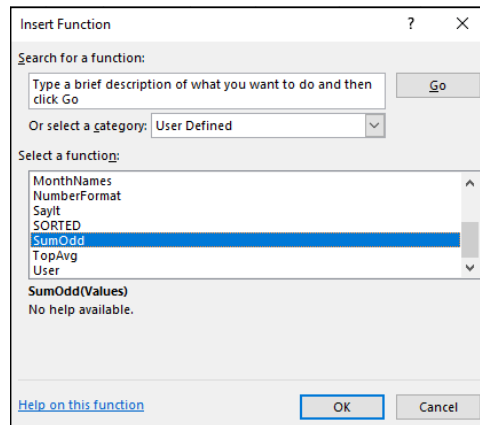 Insert Function ? ×
Search for a function:
Type a brief description of what you want to do and then
click Go
Go
Or select a category: User Defined
Select a function:
MonthNames
NumberFormat
SayIt
SORTED
SumOdd
TopAvg
User
SumOdd(Values)
No help available.
Help on this function
OK
Cancel